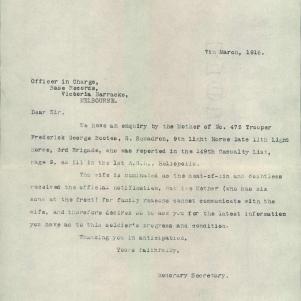 7th March, 1916.
Officer in Charge,
Base Records,
Victoria Barracks,
MELBOURNE.
Dear Sir,
We have an enquiry by the Mother of No. 475 Trooper
Frederick George Bootes, Squadron, 9th Light Horse late 11th Light
Horse, 3rd Brigade, who was reported in the 149th Casualty List,
page 9, as ill in the 1st A.G.H., Heliopolis.
The wife is nominated as the next-of-kin and doubtless
received the official notification, but the Mother (who has six
sons at the front) for family reasons cannot communicate with the
wife, and therefore desires us to ask you for the latest information
you have as to this soldier's progress and condition.
Thanking you in anticipation,
Yours faithfully,
Honorary Secretary.